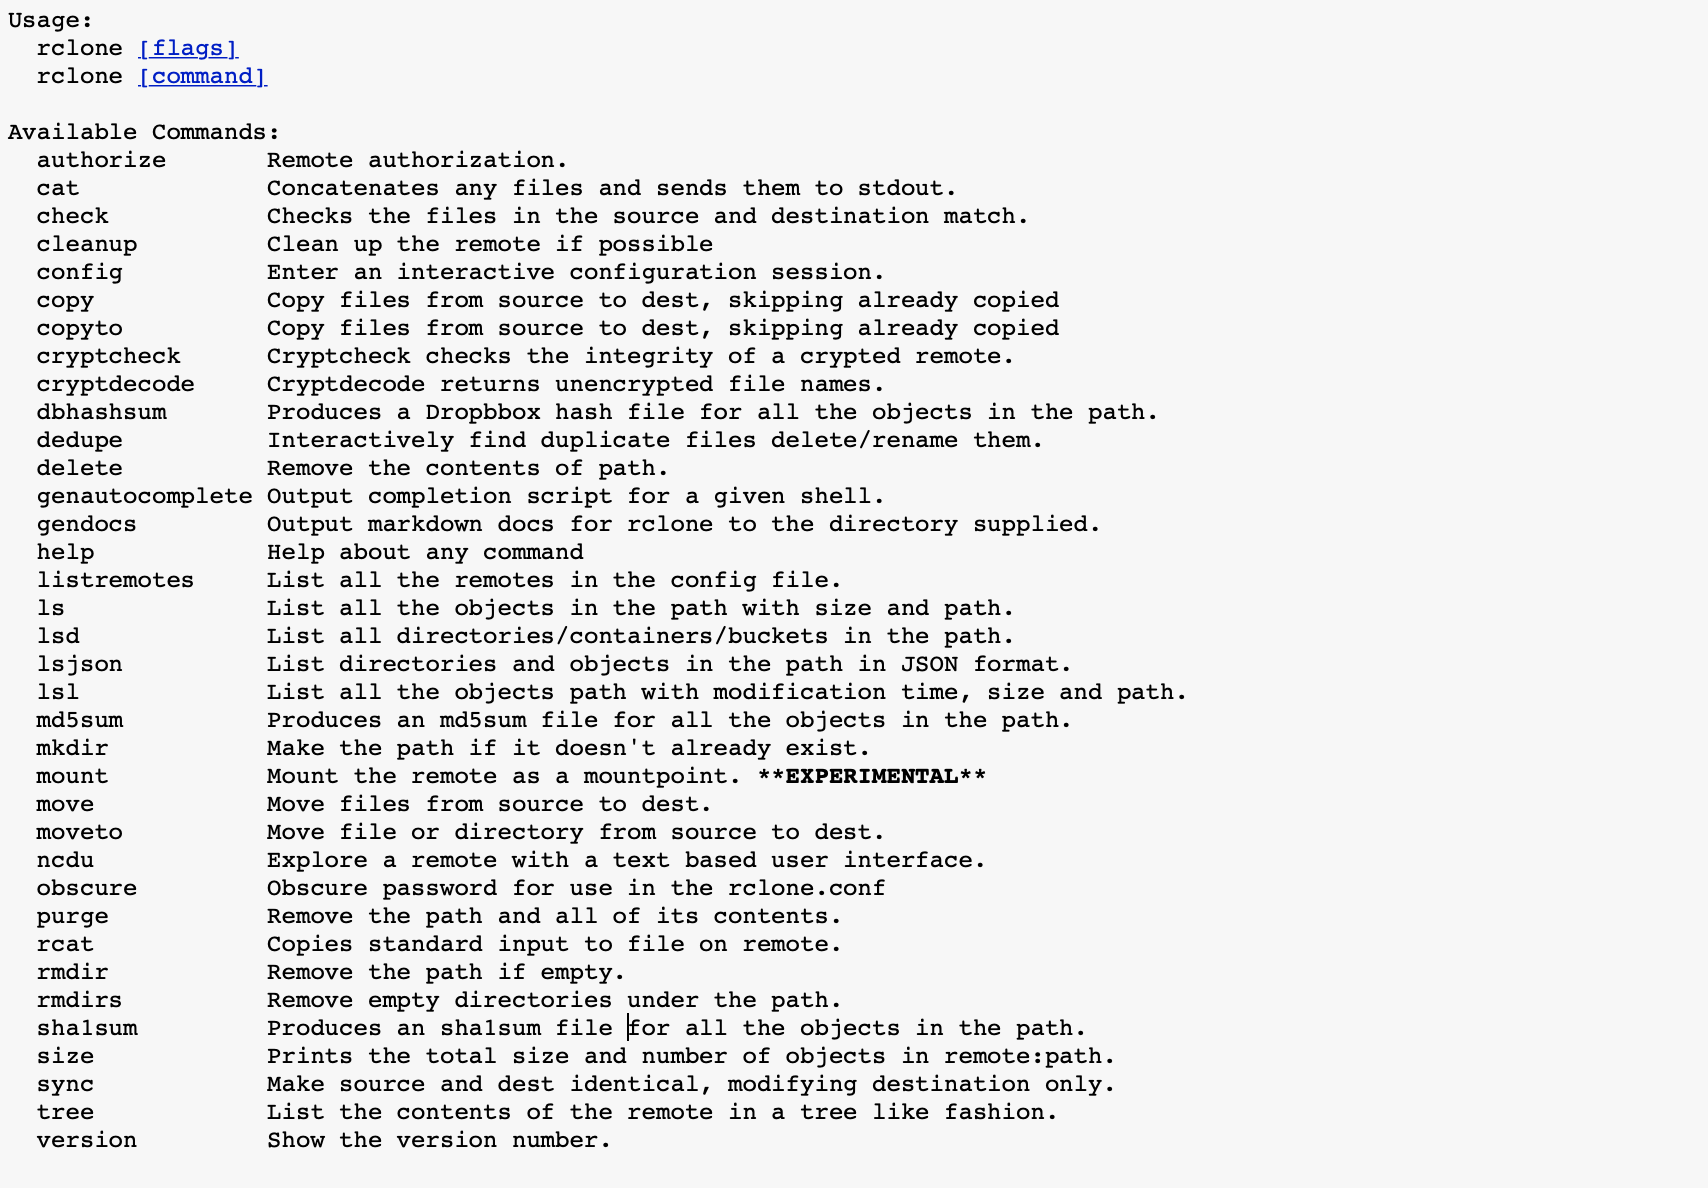 Usage:
  rclone [flags]
  rclone [command]

Available Commands:
  authorize       Remote authorization.
  cat             Concatenates any files and sends them to stdout.
  check           Checks the files in the source and destination match.
  cleanup         Clean up the remote if possible
  config          Enter an interactive configuration session.
  copy            Copy files from source to dest, skipping already copied
  copyto          Copy files from source to dest, skipping already copied
  cryptcheck      Cryptcheck checks the integrity of a crypted remote.
  cryptdecode     Cryptdecode returns unencrypted file names.
  dbhashsum       Produces a Dropbbox hash file for all the objects in the path.
  dedupe          Interactively find duplicate files delete/rename them.
  delete          Remove the contents of path.
  genautocomplete Output completion script for a given shell.
  gendocs         Output markdown docs for rclone to the directory supplied.
  help            Help about any command
  listremotes     List all the remotes in the config file.
  ls              List all the objects in the path with size and path.
  lsd             List all directories/containers/buckets in the path.
  lsjson          List directories and objects in the path in JSON format.
  lsl             List all the objects path with modification time, size and path.
  md5sum          Produces an md5sum file for all the objects in the path.
  mkdir           Make the path if it doesn't already exist.
  mount           Mount the remote as a mountpoint. **EXPERIMENTAL**
  move            Move files from source to dest.
  moveto          Move file or directory from source to dest.
  ncdu            Explore a remote with a text based user interface.
  obscure         Obscure password for use in the rclone.conf
  purge           Remove the path and all of its contents.
  rcat            Copies standard input to file on remote.
  rmdir           Remove the path if empty.
  rmdirs          Remove empty directories under the path.
  sha1sum         Produces an sha1sum file for all the objects in the path.
  size            Prints the total size and number of objects in remote:path.
  sync            Make source and dest identical, modifying destination only.
  tree            List the contents of the remote in a tree like fashion.
  version         Show the version number.